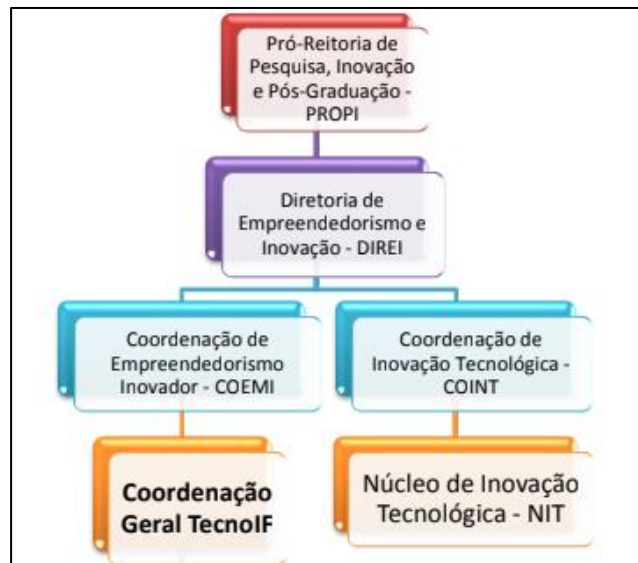 Pró-Reitoria de
Pesquisa, Inovação
e Pós-Graduação -
PROPI
Diretoria de
Empreendedorismo e
Inovação - DIREI
Coordenação de
Empreendedorismo
Inovador - COEMI
Coordenação de
Inovação Tecnológica -
COINT
Coordenação
Geral TecnoIF
Núcleo de Inovação
Tecnológica - NIT